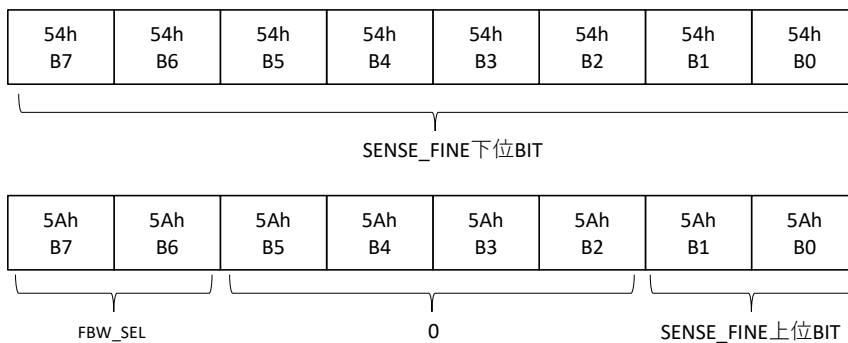 54h 54h 54h 54h 54h 54h 54h 54h
B7 B6 B5 B4 B3 B2 B1 B0
SENSE_FINE下位BIT
5Ah 5Ah 5Ah 5Ah 5Ah 5Ah 5Ah 5Ah
B7 B6 B5 B4 B3 B2 B1 B0
FBW_SEL 0 SENSE_FINE上位BIT